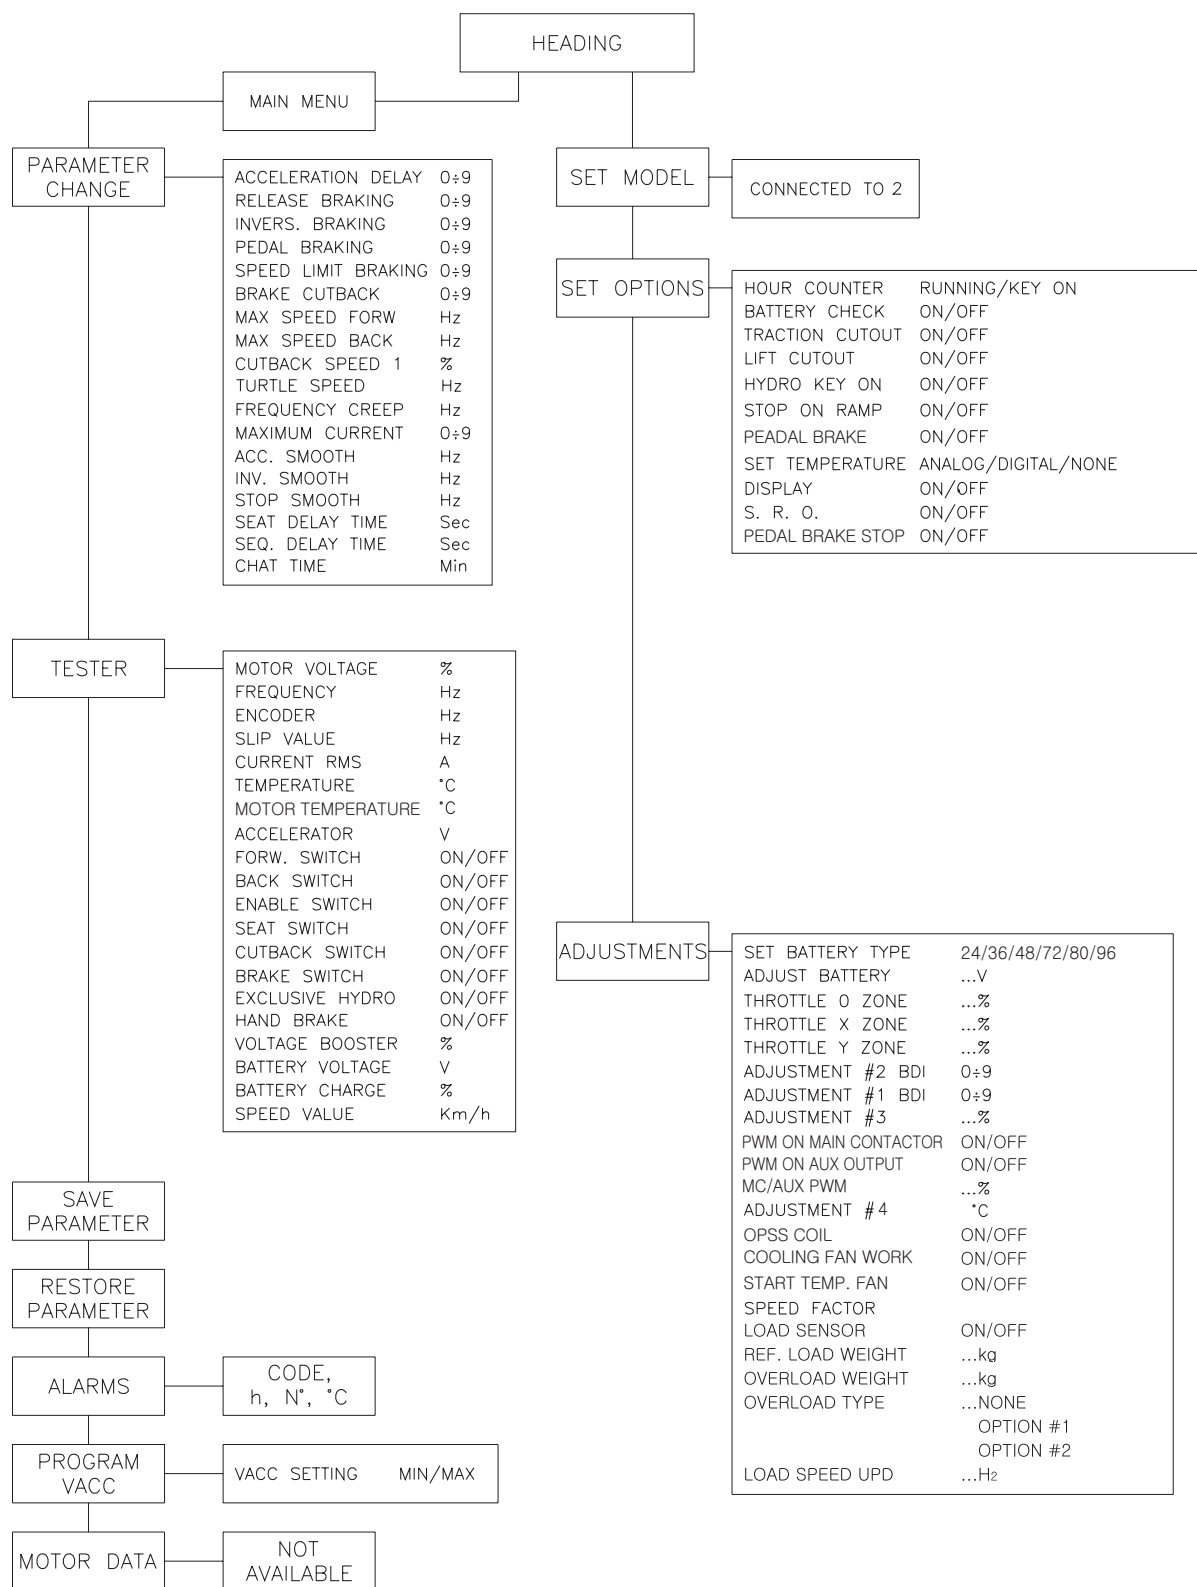 HEADING
MAIN MENU
PARAMETER
CHANGE
ACCELERATION DELAY 0÷9
RELEASE BRAKING 0÷9
INVERS. BRAKING 0÷9
PEDAL BRAKING 0÷9
SPEED LIMIT BRAKING 0÷9
BRAKE CUTBACK 0÷9
MAX SPEED FORW Hz
MAX SPEED BACK Hz
CUTBACK SPEED 1 %
TURTLE SPEED Hz
FREQUENCY CREEP Hz
MAXIMUM CURRENT 0÷9
ACC. SMOOTH Hz
INV. SMOOTH Hz
STOP SMOOTH Hz
SEAT DELAY TIME Sec
SEQ. DELAY TIME Sec
CHAT TIME Min
TESTER
MOTOR VOLTAGE %
FREQUENCY Hz
ENCODER Hz
SLIP VALUE Hz
CURRENT RMS A
TEMPERATURE °C
MOTOR TEMPERATURE °C
ACCELERATOR V
FORW. SWITCH ON/OFF
BACK SWITCH ON/OFF
ENABLE SWITCH ON/OFF
SEAT SWITCH ON/OFF
CUTBACK SWITCH ON/OFF
BRAKE SWITCH ON/OFF
EXCLUSIVE HYDRO ON/OFF
HAND BRAKE ON/OFF
VOLTAGE BOOSTER %
BATTERY VOLTAGE V
BATTERY CHARGE %
SPEED VALUE Km/h
SAVE
PARAMETER
RESTORE
PARAMETER
ALARMS
CODE,
h, N°, °C
PROGRAM
VACC
VACC SETTING MIN/MAX
MOTOR DATA
NOT
AVAILABLE
SET MODEL
CONNECTED TO 2
SET OPTIONS
HOUR COUNTER RUNNING/KEY ON
BATTERY CHECK ON/OFF
TRACTION CUTOUT ON/OFF
LIFT CUTOUT ON/OFF
HYDRO KEY ON ON/OFF
STOP ON RAMP ON/OFF
PEADAL BRAKE ON/OFF
SET TEMPERATURE ANALOG/DIGITAL/NONE
DISPLAY ON/OFF
S. R. O. ON/OFF
PEDAL BRAKE STOP ON/OFF
ADJUSTMENTS
SET BATTERY TYPE 24/36/48/72/80/96
ADJUST BATTERY ...V
THROTTLE 0 ZONE ...%
THROTTLE X ZONE ...%
THROTTLE Y ZONE ...%
ADJUSTMENT #2 BDI 0÷9
ADJUSTMENT #1 BDI 0÷9
ADJUSTMENT #3 ...%
PWM ON MAIN CONTACTOR ON/OFF
PWM ON AUX OUTPUT ON/OFF
MC/AUX PWM ...%
ADJUSTMENT #4 °C
OPSS COIL ON/OFF
COOLING FAN WORK ON/OFF
START TEMP. FAN ON/OFF
SPEED FACTOR
LOAD SENSOR ON/OFF
REF. LOAD WEIGHT ...kg
OVERLOAD WEIGHT ...kg
OVERLOAD TYPE ...NONE
OPTION #1
OPTION #2
LOAD SPEED UPD ...H2